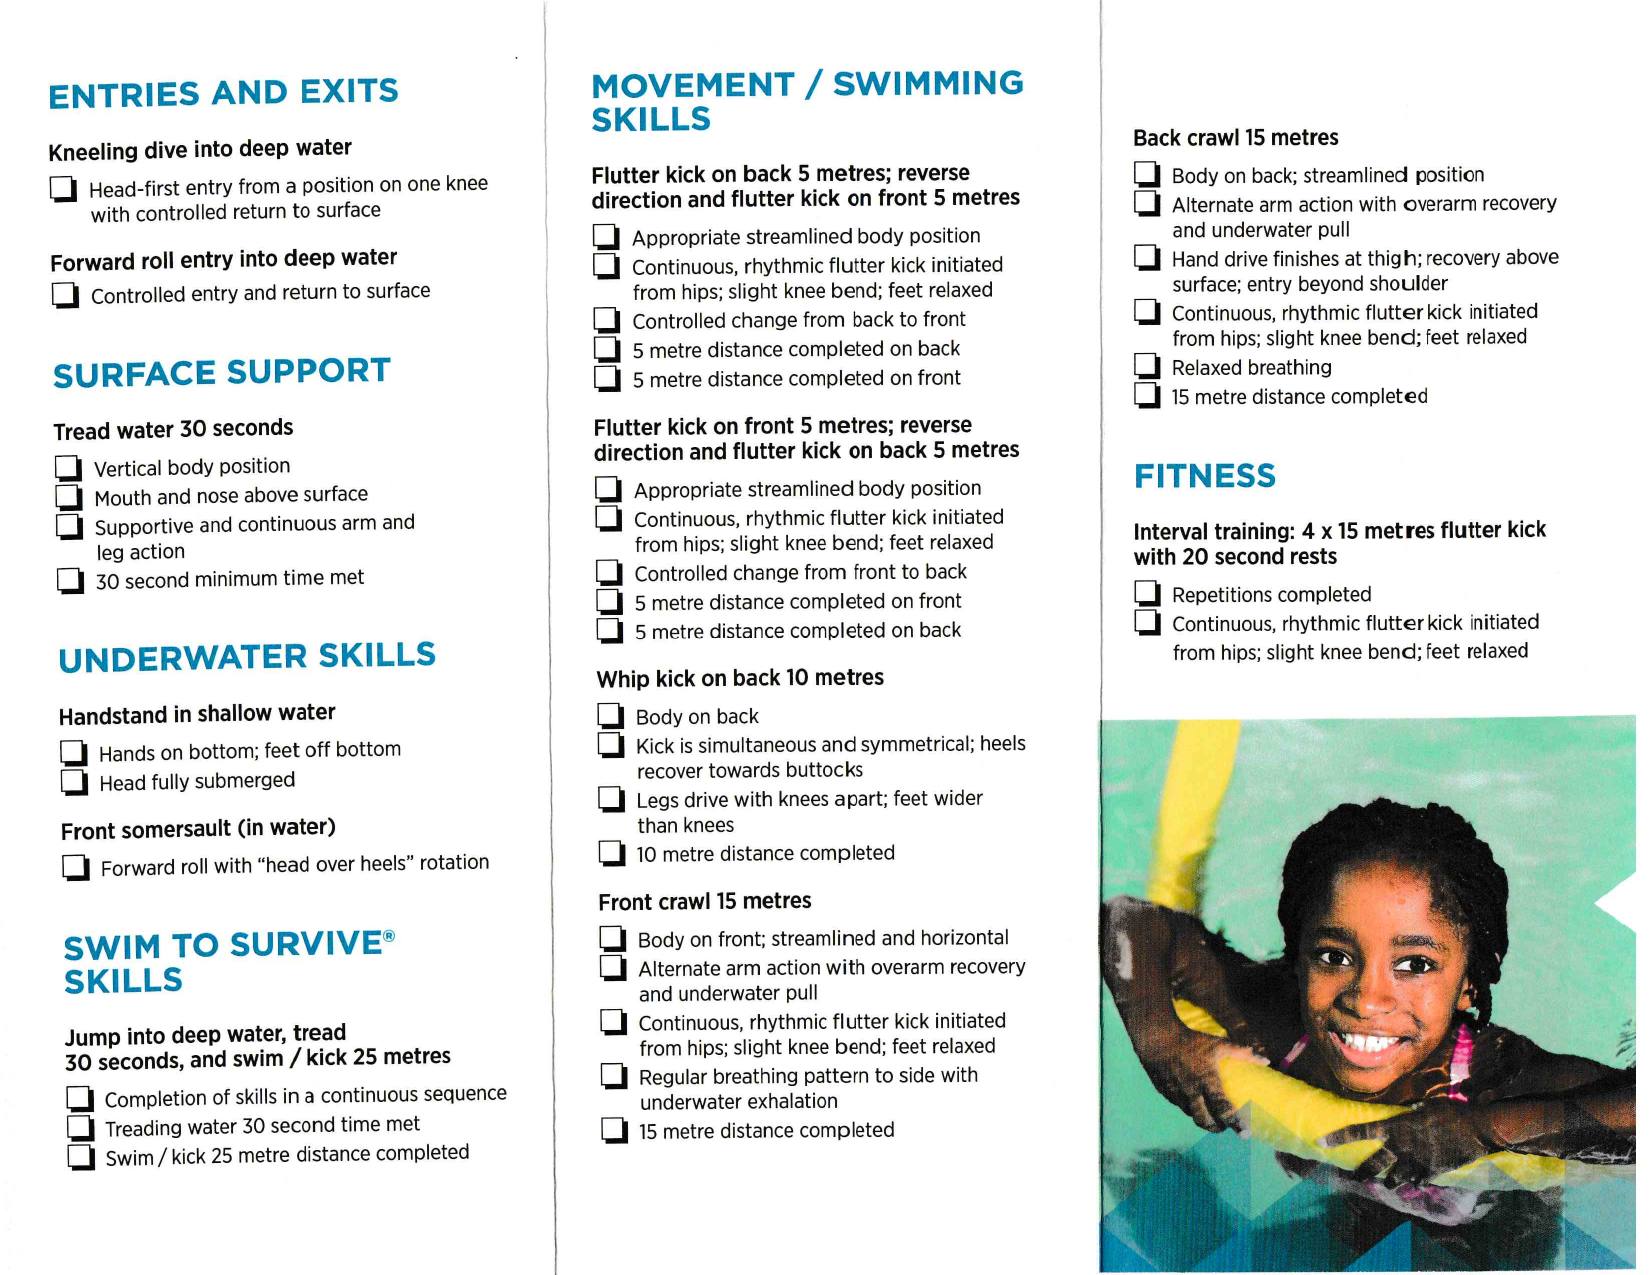 ENTRIES AND EXITS
Kneeling dive into deep water
Head-first entry from a position on one knee
with controlled return to surface
Forward roll entry into deep water
Controlled entry and return to surface
SURFACE SUPPORT
Tread water 30 seconds
Vertical body position
Mouth and nose above surface
Supportive and continuous arm and
leg action
30 second minimum time met
UNDERWATER SKILLS
Handstand in shallow water
Hands on bottom; feet off bottom
Head fully submerged
Front somersault (in water)
Forward roll with “head over heels” rotation
SWIM TO SURVIVE®
SKILLS
Jump into deep water, tread
30 seconds, and swim / kick 25 metres
Completion of skills in a continuous sequence
Treading water 30 second time met
Swim / kick 25 metre distance completed
MOVEMENT / SWIMMING
SKILLS
Flutter kick on back 5 metres; reverse
direction and flutter kick on front 5 metres
Appropriate streamlined body position
Continuous, rhythmic flutter kick initiated
from hips; slight knee bend; feet relaxed
Controlled change from back to front
5 metre distance completed on back
5 metre distance completed on front
Flutter kick on front 5 metres; reverse
direction and flutter kick on back 5 metres
Appropriate streamlined body position
Continuous, rhythmic flutter kick initiated
from hips; slight knee bend; feet relaxed
Controlled change from front to back
5 metre distance completed on front
5 metre distance completed on back
Whip kick on back 10 metres
Body on back
Kick is simultaneous and symmetrical; heels
recover towards buttocks
Legs drive with knees apart; feet wider
than knees
10 metre distance completed
Front crawl 15 metres
Body on front; streamlined and horizontal
Alternate arm action with overarm recovery
and underwater pull
Continuous, rhythmic flutter kick initiated
from hips; slight knee bend; feet relaxed
Regular breathing pattern to side with
underwater exhalation
15 metre distance completed
Back crawl 15 metres
Body on back; streamlined position
Alternate arm action with overarm recovery
and underwater pull
Hand drive finishes at thigh; recovery above
surface; entry beyond shoulder
Continuous, rhythmic flutter kick initiated
from hips; slight knee bend; feet relaxed
Relaxed breathing
15 metre distance completed
FITNESS
Interval training: 4 x 15 metres flutter kick
with 20 second rests
Repetitions completed
Continuous, rhythmic flutter kick initiated
from hips; slight knee bend; feet relaxed